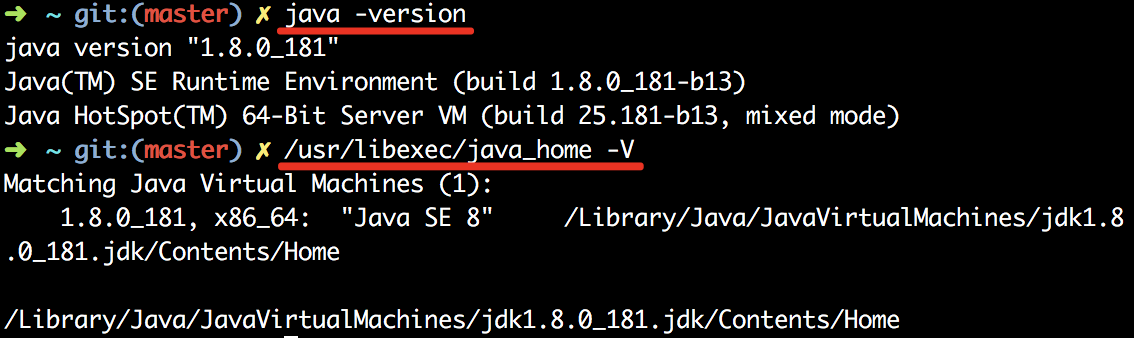 ➜ ~ git:(master) ✗ java -version
java version "1.8.0_181"
Java(TM) SE Runtime Environment (build 1.8.0_181-b13)
Java HotSpot(TM) 64-Bit Server VM (build 25.181-b13, mixed mode)
➜ ~ git:(master) ✗ /usr/libexec/java_home -V
Matching Java Virtual Machines (1):
    1.8.0_181, x86_64:	"Java SE 8"	/Library/Java/JavaVirtualMachines/jdk1.8
.0_181.jdk/Contents/Home
/Library/Java/JavaVirtualMachines/jdk1.8.0_181.jdk/Contents/Home